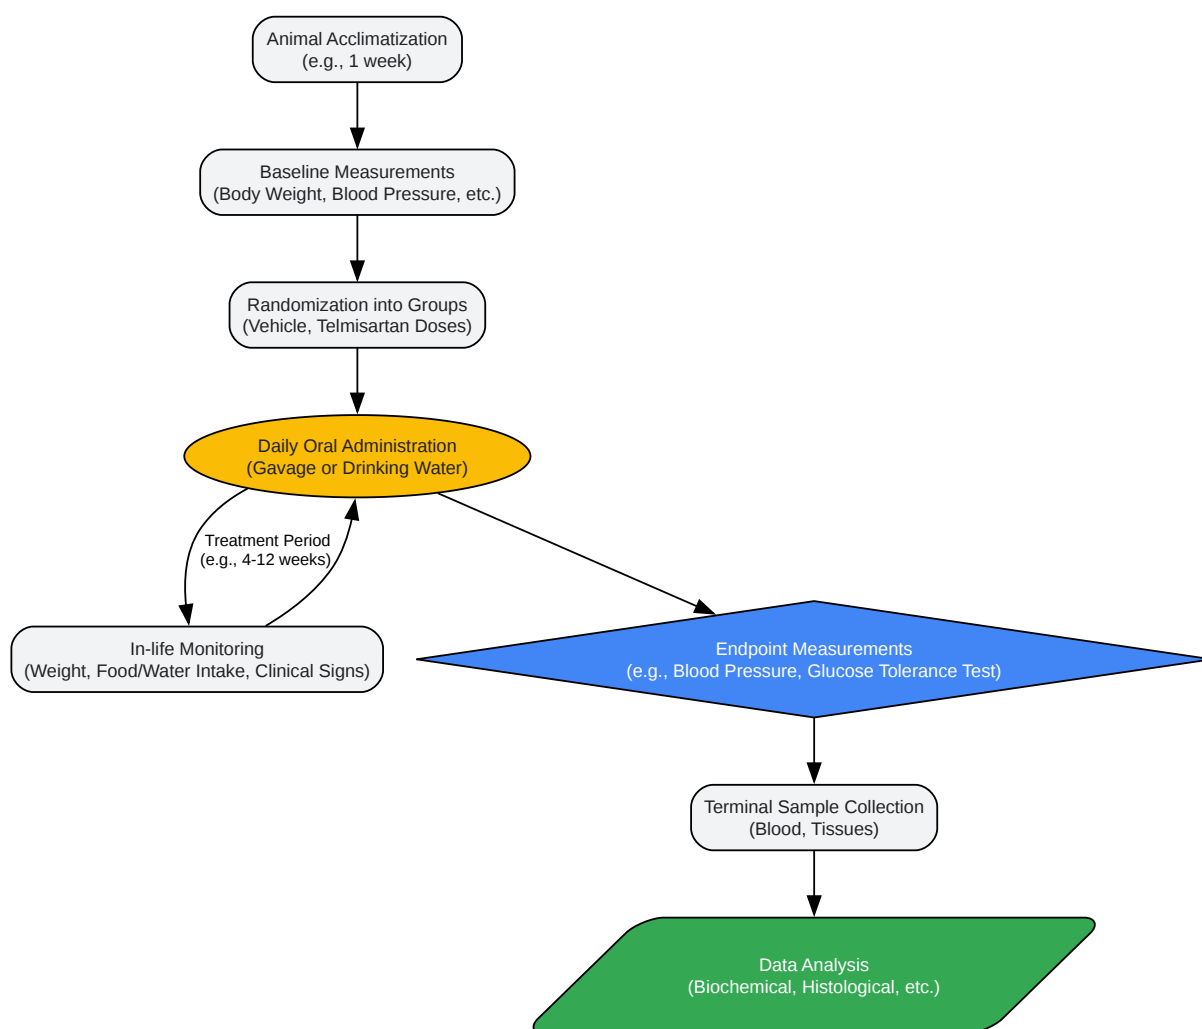 Animal Acclimatization
(e.g., 1 week)
Baseline Measurements
(Body Weight, Blood Pressure, etc.)
Randomization into Groups
(Vehicle, Telmisartan Doses)
Daily Oral Administration
(Gavage or Drinking Water)
Treatment Period
(e.g., 4-12 weeks)
In-life Monitoring
(Weight, Food/Water Intake, Clinical Signs)
Endpoint Measurements
(e.g., Blood Pressure, Glucose Tolerance Test)
Terminal Sample Collection
(Blood, Tissues)
Data Analysis
(Biochemical, Histological, etc.)